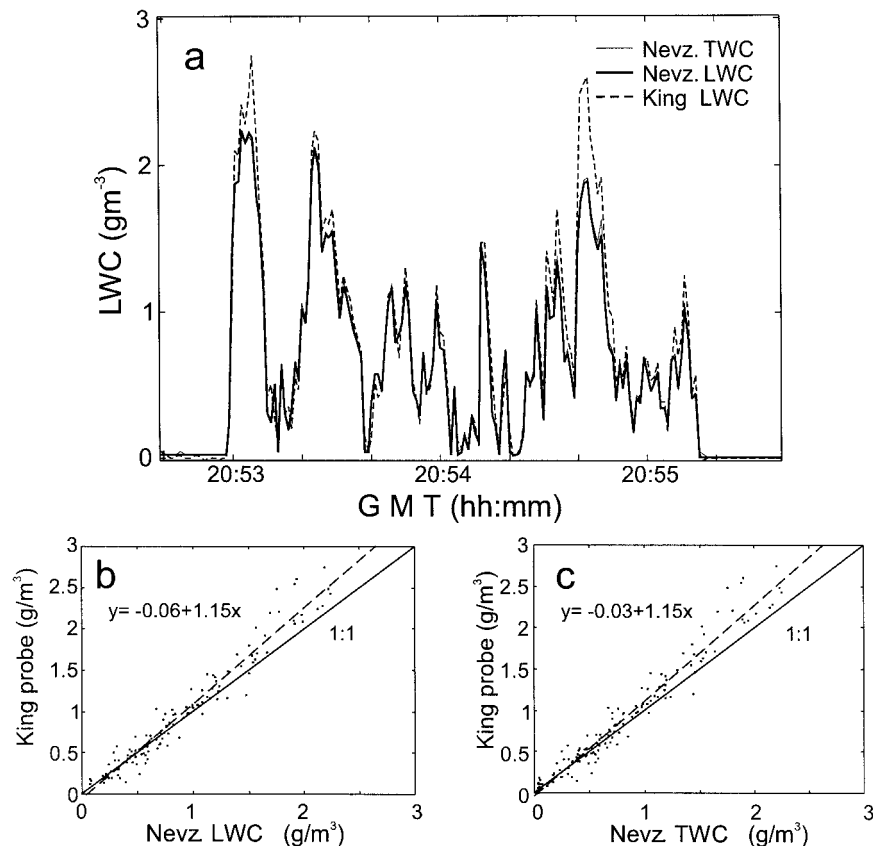 a
Nevz. TWC
Nevz. LWC
King LWC
3
2
1
0
LWC (gm⁻³)
20:53 20:54 20:55
G M T (hh:mm)
b
y= -0.06+1.15x
1:1
3
2.5
2
1.5
1
0.5
0
King probe (g/m³)
0 1 2 3
Nevz. LWC (g/m³)
c
y= -0.03+1.15x
1:1
3
2.5
2
1.5
1
0.5
0
King probe (g/m³)
0 1 2 3
Nevz. TWC (g/m³)